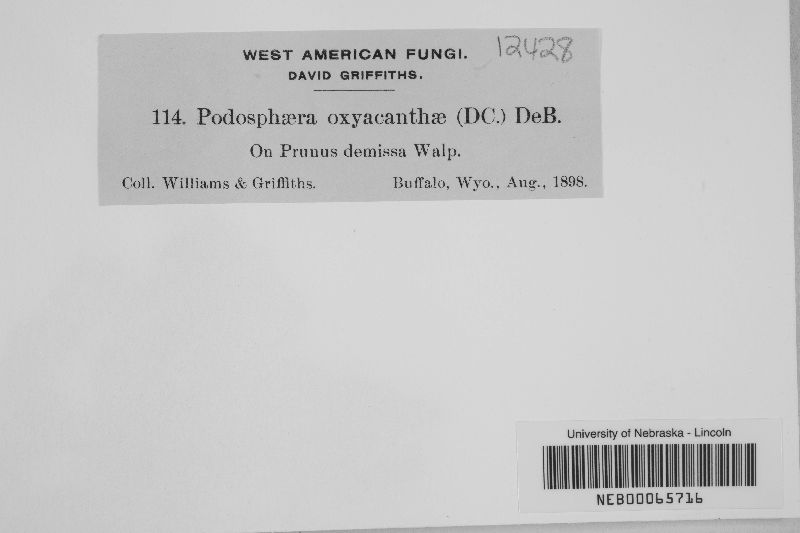 WEST AMERICAN FUNGI. 12428
DAVID GRIFFITHS.
114. Podosphæra oxyacanthæ (DC.) DeB.
On Prunus demissa Walp.
Coll. Williams & Griffiths. Buffalo, Wyo., Aug., 1898.
University of Nebraska - Lincoln
NEB00065716